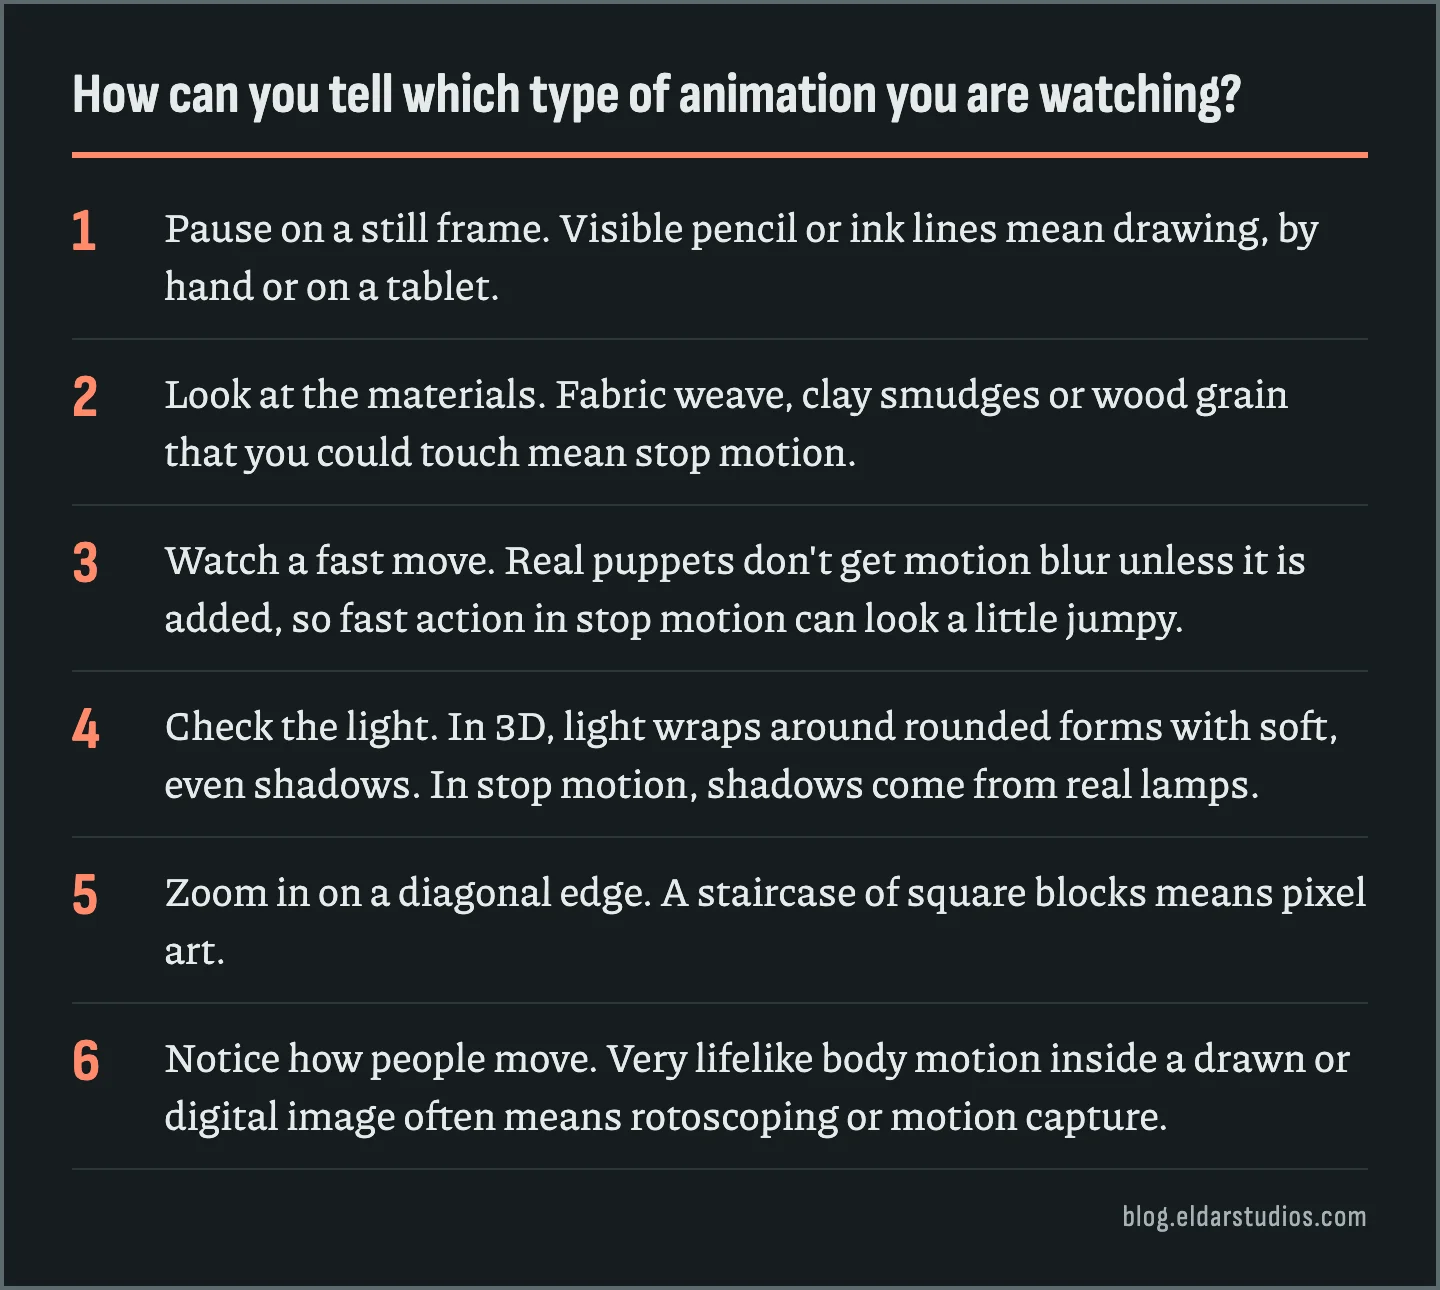 How can you tell which type of animation you are watching?
1
Pause on a still frame. Visible pencil or ink lines mean drawing, by
hand or on a tablet.
2
Look at the materials. Fabric weave, clay smudges or wood grain
that you could touch mean stop motion.
3
Watch a fast move. Real puppets don't get motion blur unless it is
added, so fast action in stop motion can look a little jumpy.
4
Check the light. In 3D, light wraps around rounded forms with soft,
even shadows. In stop motion, shadows come from real lamps.
5
Zoom in on a diagonal edge. A staircase of square blocks means pixel
art.
6
Notice how people move. Very lifelike body motion inside a drawn or
digital image often means rotoscoping or motion capture.
blog.eldarstudios.com